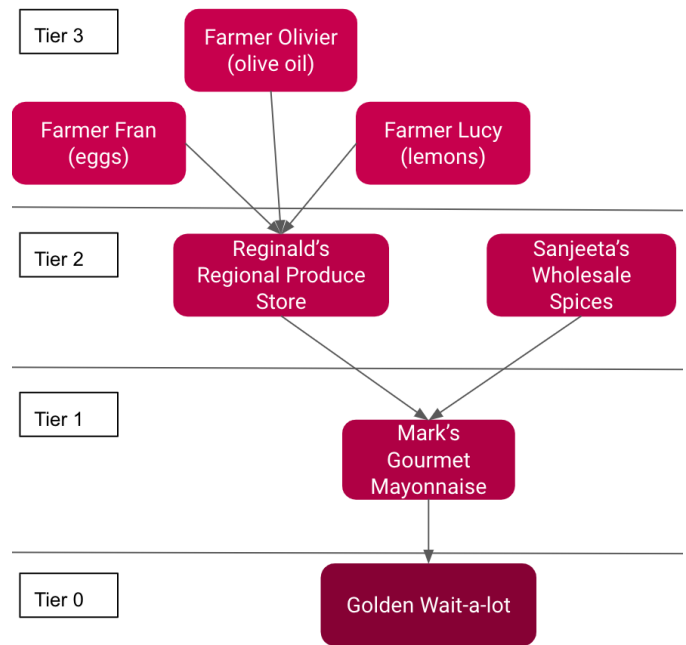 Tier 3
Farmer Olivier
(olive oil)
Farmer Fran
(eggs)
Farmer Lucy
(lemons)
Tier 2
Reginald’s
Regional Produce
Store
Sanjeeta’s
Wholesale
Spices
Tier 1
Mark’s
Gourmet
Mayonnaise
Tier 0
Golden Wait-a-lot